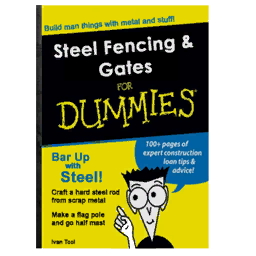 Build man things with metal and stuff!
Steel Fencing &
Gates
FOR
DUMMIES
100+ pages of
expert construction
loan tips &
advice!
Bar Up
with
Steel!
Craft a hard steel rod
from scrap metal
Make a flag pole
and go half mast
Ivan Tool